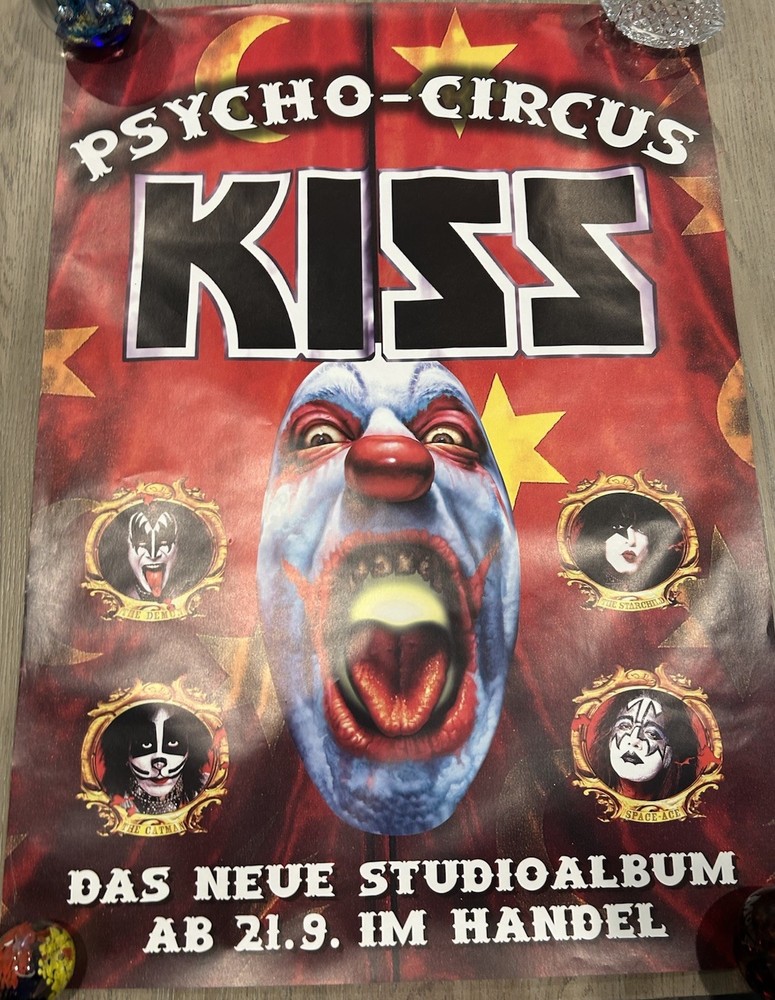 PSYCHO-CIRCUS
KISS
THE DEMON
THE STARCHILD
THE CATMAN
SPACE-ACE
DAS NEUE STUDIOALBUM
AB 21.9. IM HANDEL